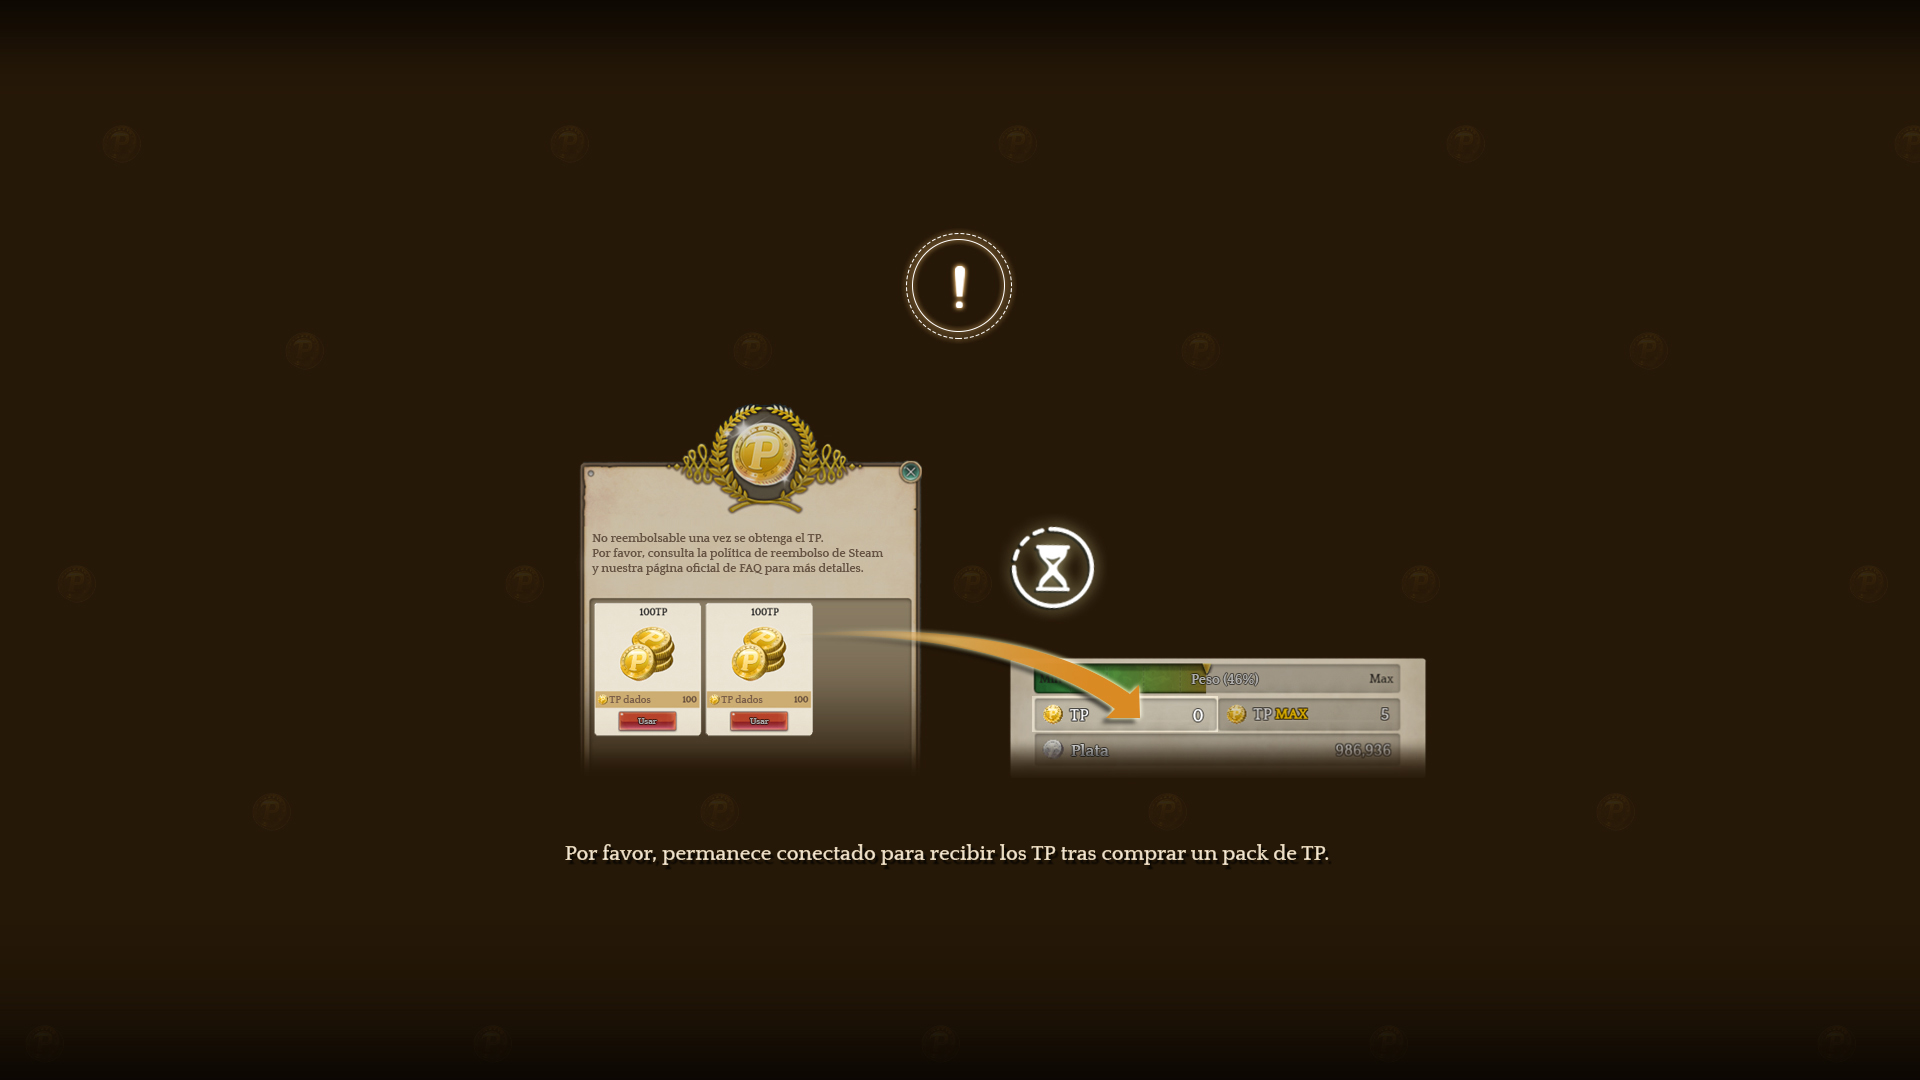 No reembolsable una vez se obtenga el TP.
Por favor, consulta la política de reembolso de Steam
y nuestra página oficial de FAQ para más detalles.
100TP
100TP
TP dados 100
TP dados 100
Usar
Usar
Peso (46%)
Max
TP 0
TP MAX 5
Plata 986,936
Por favor, permanece conectado para recibir los TP tras comprar un pack de TP.